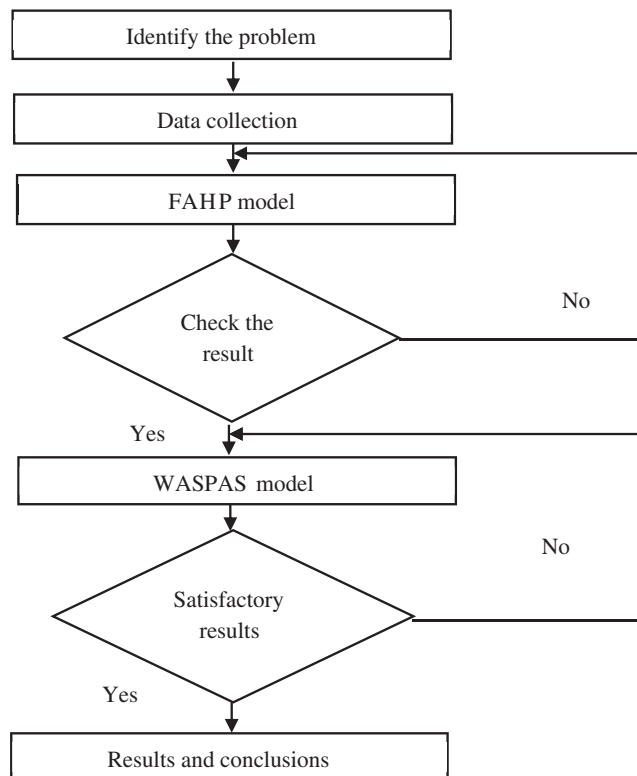 Identify the problem
Data collection
FAHP model
Check the
result
No
Yes
WASPAS model
No
Satisfactory
results
Yes
Results and conclusions